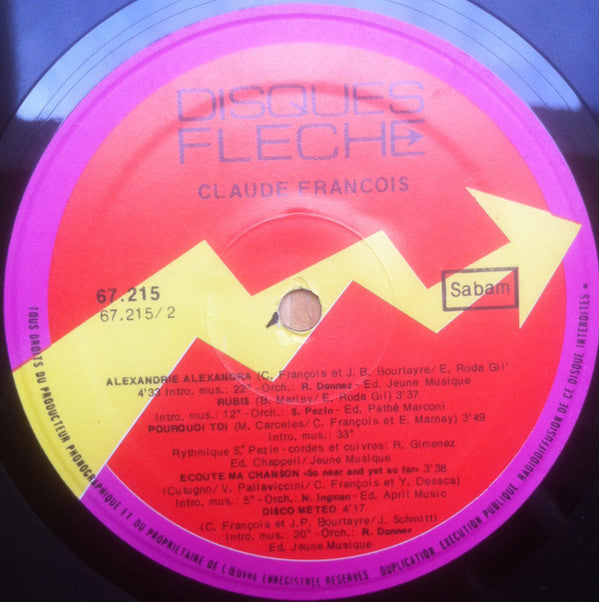 DISQUES
FLECHE
CLAUDE FRANCOIS
67.215
67.215/2
Sabam
ALEXANDRIE ALEXANDRA (C. François et J. B. Bourtayre/E. Roda Gil'
4'33 Intro. mus.: 22" -Orch.: R. Donnez - Ed. Jeune Musique
RUBIS (B. Marley/E. Roda Gil) 3'37
Intro. mus.: 12" -Orch.: S. Pezin - Ed. Pathé Marconi
POURQUOI TOI (M. Carceles/C. François et E. Marnay) 3'49
Intro. mus.: 33"
Rythmique S. Pezin - cordes et cuivres: R. Gimenez
Ed. Chappell/Jeune Musique
ECOUTE MA CHANSON «So near and yet so far» 3'38
(Cutugno/V. Pallaviccini/C. François et Y. Dessca)
Intro. mus.: 5" -Orch.: N. Ingman - Ed. April Music
DISCO METEO 4'17
(C. François et J.P. Bourtayre/J. Schmitt)
Intro. mus.: 20" -Orch.: R. Donnez
Ed. Jeune Musique
TOUS DROITS DU PRODUCTEUR PHONOGRAPHIQUE ET DU PROPRIETAIRE DE L'ŒUVRE ENREGISTREE RESERVES - DUPLICATION, EXECUTION PUBLIQUE, RADIODIFFUSION DE CE DISQUE INTERDITES •